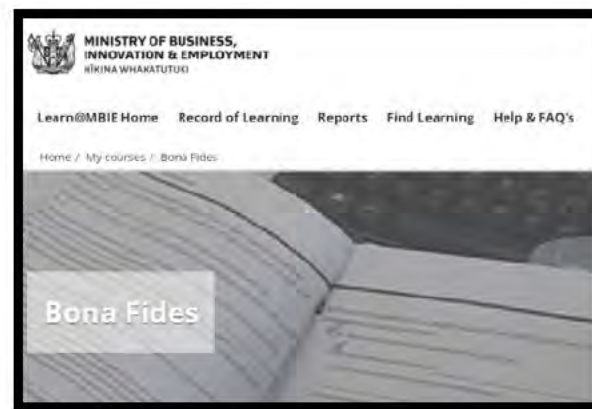 MINISTRY OF BUSINESS,
INNOVATION & EMPLOYMENT
HĪKINA WHAKATUTUKI
Learn@MBIE Home Record of Learning Reports Find Learning Help & FAQ's
Home / My courses / Bona Fides
Bona Fides